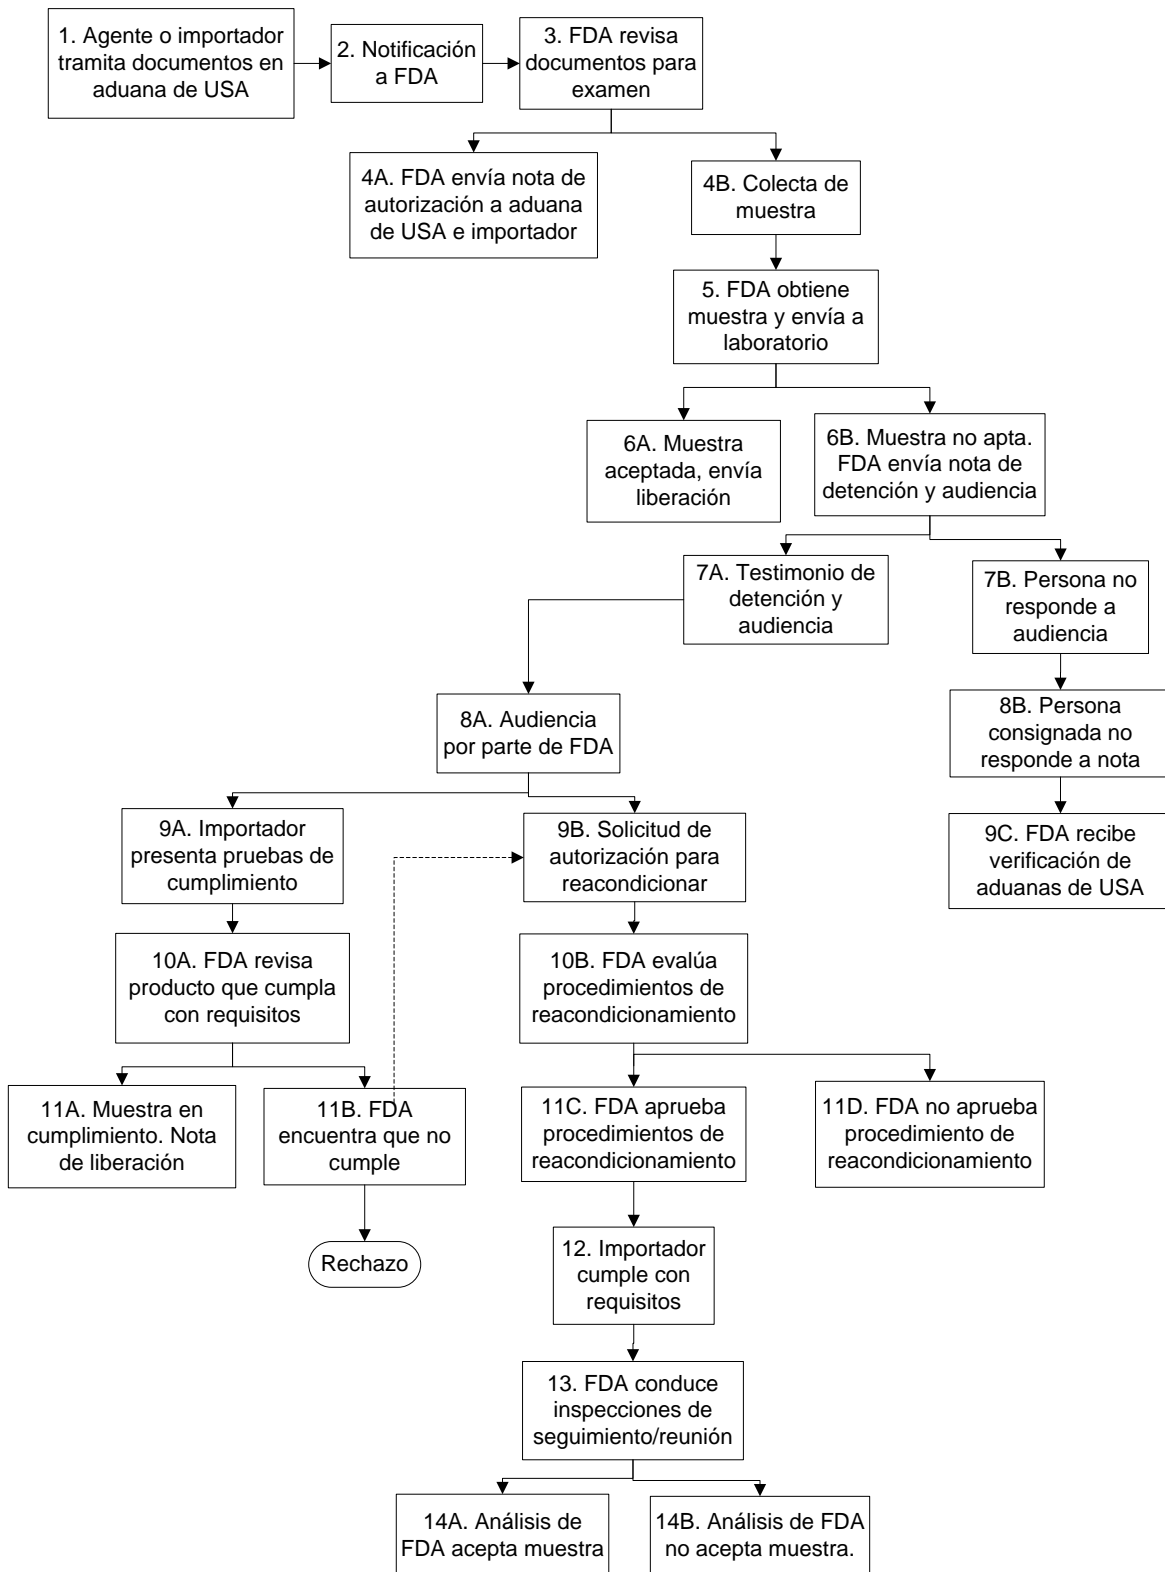 1. Agente o importador
tramita documentos en
aduana de USA
2. Notificación
a FDA
3. FDA revisa
documentos para
examen
4A. FDA envía nota de
autorización a aduana
de USA e importador
4B. Colecta de
muestra
5. FDA obtiene
muestra y envía a
laboratorio
6A. Muestra
aceptada, envía
liberación
6B. Muestra no apta.
FDA envía nota de
detención y audiencia
7A. Testimonio de
detención y
audiencia
7B. Persona no
responde a
audiencia
8A. Audiencia
por parte de FDA
8B. Persona
consignada no
responde a nota
9A. Importador
presenta pruebas de
cumplimiento
9B. Solicitud de
autorización para
reacondicionar
9C. FDA recibe
verificación de
aduanas de USA
10A. FDA revisa
producto que cumpla
con requisitos
10B. FDA evalúa
procedimientos de
reacondicionamiento
11A. Muestra en
cumplimiento. Nota
de liberación
11B. FDA
encuentra que no
cumple
11C. FDA aprueba
procedimientos de
reacondicionamiento
11D. FDA no aprueba
procedimiento de
reacondicionamiento
Rechazo
12. Importador
cumple con
requisitos
13. FDA conduce
inspecciones de
seguimiento/reunión
14A. Análisis de
FDA acepta muestra
14B. Análisis de FDA
no acepta muestra.